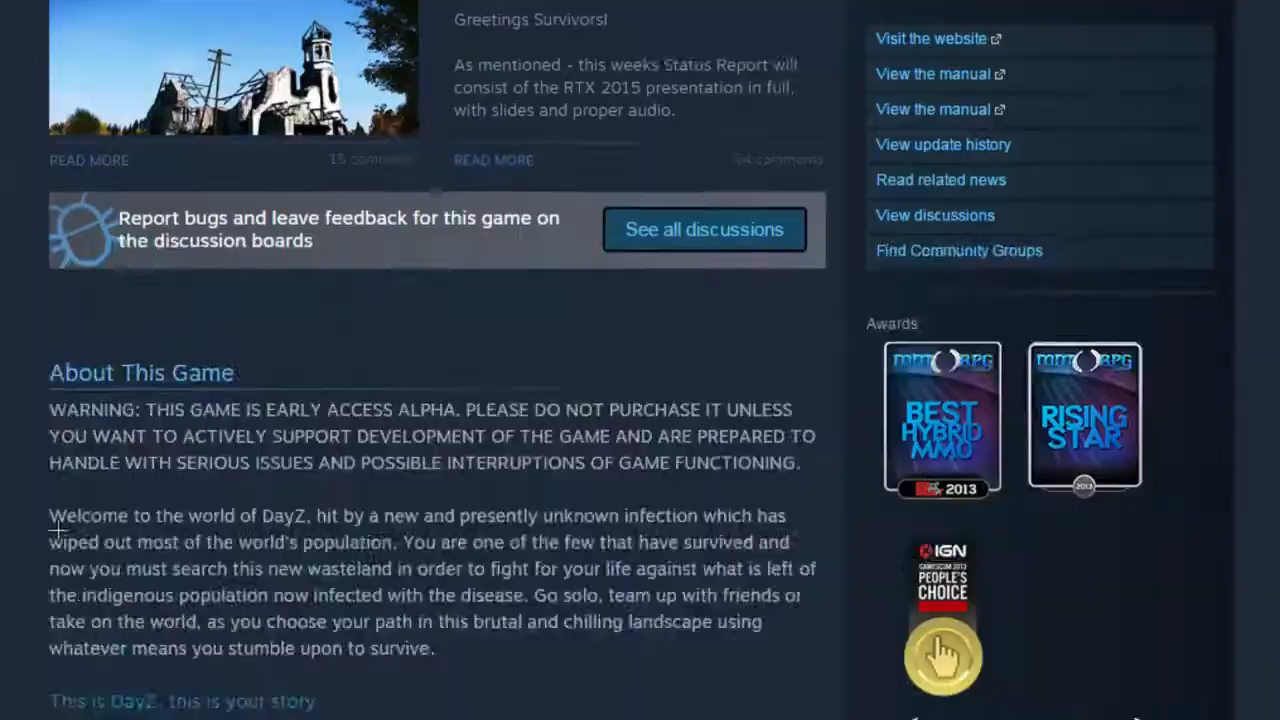 Greetings Survivors!
As mentioned - this weeks Status Report will
consist of the RTX 2015 presentation in full,
with slides and proper audio.
READ MORE
15 comments
READ MORE
comments
Report bugs and leave feedback for this game on
the discussion boards
See all discussions
About This Game
WARNING: THIS GAME IS EARLY ACCESS ALPHA. PLEASE DO NOT PURCHASE IT UNLESS
YOU WANT TO ACTIVELY SUPPORT DEVELOPMENT OF THE GAME AND ARE PREPARED TO
HANDLE WITH SERIOUS ISSUES AND POSSIBLE INTERRUPTIONS OF GAME FUNCTIONING.
Welcome to the world of DayZ, hit by a new and presently unknown infection which has
wiped out most of the world's population. You are one of the few that have survived and
now you must search this new wasteland in order to fight for your life against what is left of
the indigenous population now infected with the disease. Go solo, team up with friends or
take on the world, as you choose your path in this brutal and chilling landscape using
whatever means you stumble upon to survive.
This is DayZ, this is your story
Visit the website
View the manual
View the manual
View update history
Read related news
View discussions
Find Community Groups
Awards
mmo RPG
BEST
HYBRID
MMO
2013
mmo RPG
RISING
STAR
2013
IGN
GAMESCOM 2013
PEOPLE'S
CHOICE